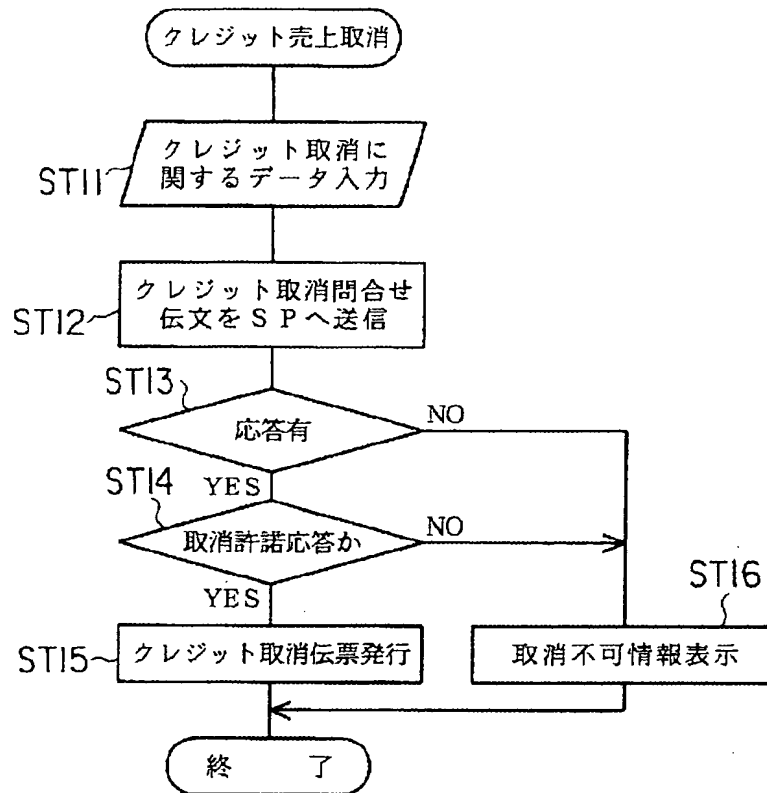 クレジット売上取消
クレジット取消に
関するデータ入力
ST11
クレジット取消問合せ
伝文をSPへ送信
ST12
ST13
応答有
NO
YES
ST14
取消許諾応答か
NO
YES
ST16
ST15
クレジット取消伝票発行
取消不可情報表示
終 了